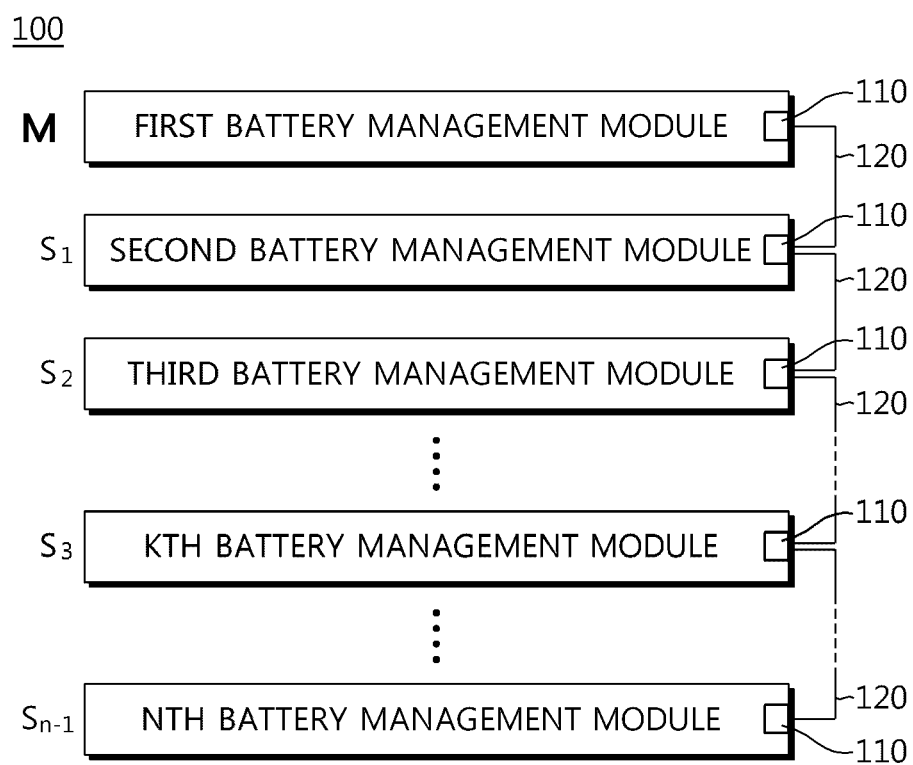 100
110
M FIRST BATTERY MANAGEMENT MODULE
120
110
S1 SECOND BATTERY MANAGEMENT MODULE
120
110
S2 THIRD BATTERY MANAGEMENT MODULE
120
110
S3 KTH BATTERY MANAGEMENT MODULE
120
Sn-1 NTH BATTERY MANAGEMENT MODULE
110